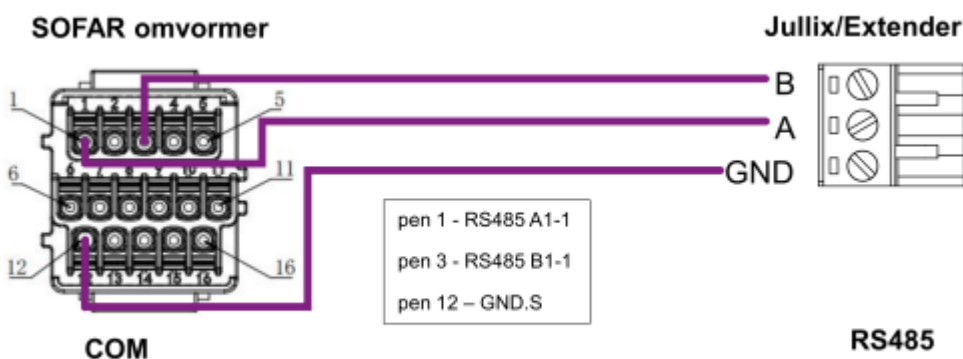 SOFAR omvormer
Jullix/Extender
1 2 4 5
1
5
B
A
6 7 8 9 10 11
6
11
GND
12
16
12 13 14 15 16
pen 1 - RS485 A1-1
pen 3 - RS485 B1-1
pen 12 – GND.S
COM
RS485